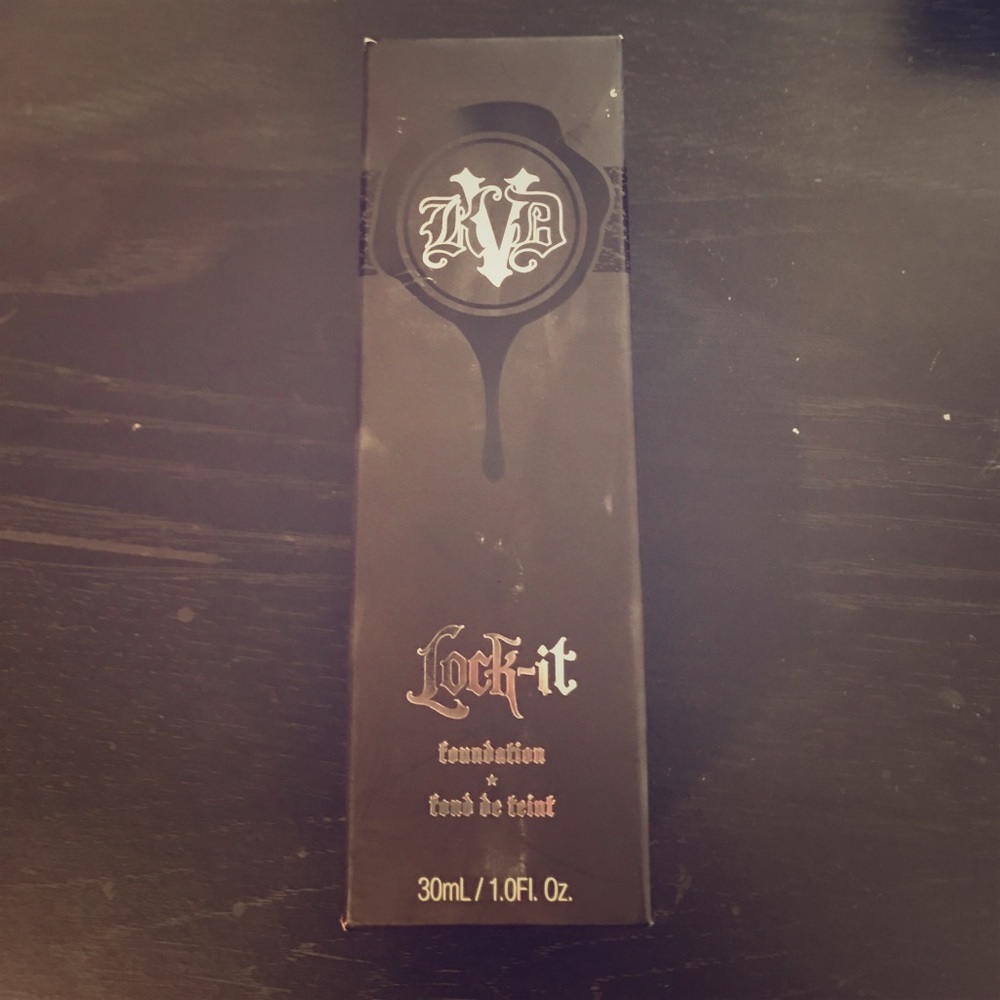 KVD
Lock-it
foundation
fond de teint
30mL / 1.0Fl. Oz.